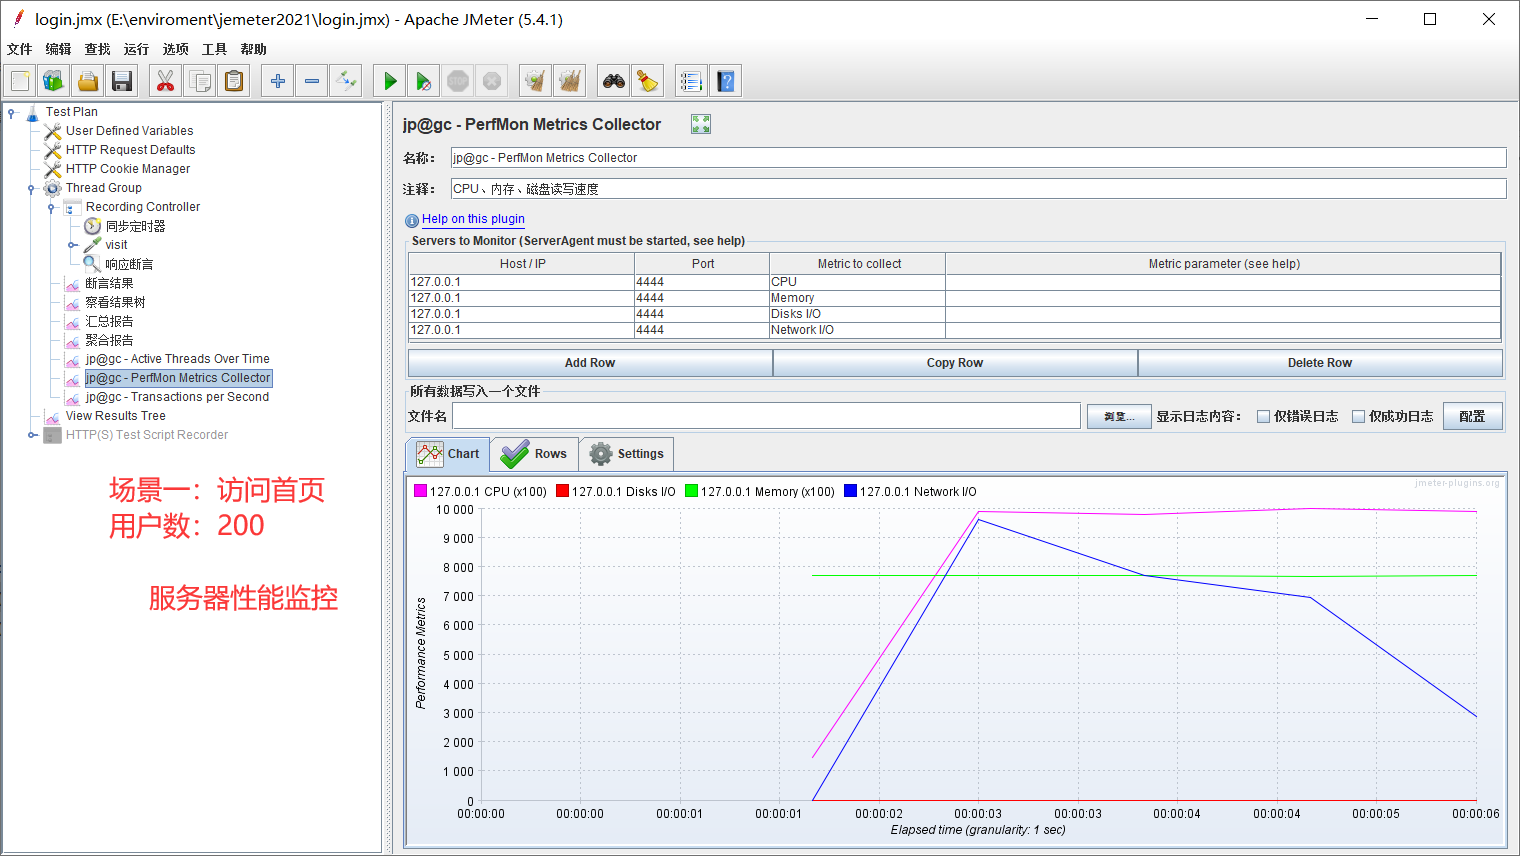 login.jmx (E:\enviroment\jemeter2021\login.jmx) - Apache JMeter (5.4.1)
文件 编辑 查找 运行 选项 工具 帮助
STOP
Test Plan
User Defined Variables
HTTP Request Defaults
HTTP Cookie Manager
Thread Group
Recording Controller
同步定时器
visit
响应断言
断言结果
察看结果树
汇总报告
聚合报告
jp@gc - Active Threads Over Time
jp@gc - PerfMon Metrics Collector
jp@gc - Transactions per Second
View Results Tree
HTTP(S) Test Script Recorder
场景一：访问首页
用户数：200
服务器性能监控
jp@gc - PerfMon Metrics Collector
名称： jp@gc - PerfMon Metrics Collector
注释： CPU、内存、磁盘读写速度
Help on this plugin
Servers to Monitor (ServerAgent must be started, see help)
Host / IP Port Metric to collect Metric parameter (see help)
127.0.0.1 4444 CPU
127.0.0.1 4444 Memory
127.0.0.1 4444 Disks I/O
127.0.0.1 4444 Network I/O
Add Row Copy Row Delete Row
所有数据写入一个文件
文件名 浏览... 显示日志内容： 仅错误日志 仅成功日志 配置
Chart Rows Settings
127.0.0.1 CPU (x100) 127.0.0.1 Disks I/O 127.0.0.1 Memory (x100) 127.0.0.1 Network I/O
jmeter-plugins.org
10 000
9 000
8 000
7 000
6 000
5 000
4 000
3 000
2 000
1 000
0
Performance Metrics
00:00:00 00:00:00 00:00:01 00:00:01 00:00:02 00:00:03 00:00:03 00:00:04 00:00:04 00:00:05 00:00:06
Elapsed time (granularity: 1 sec)